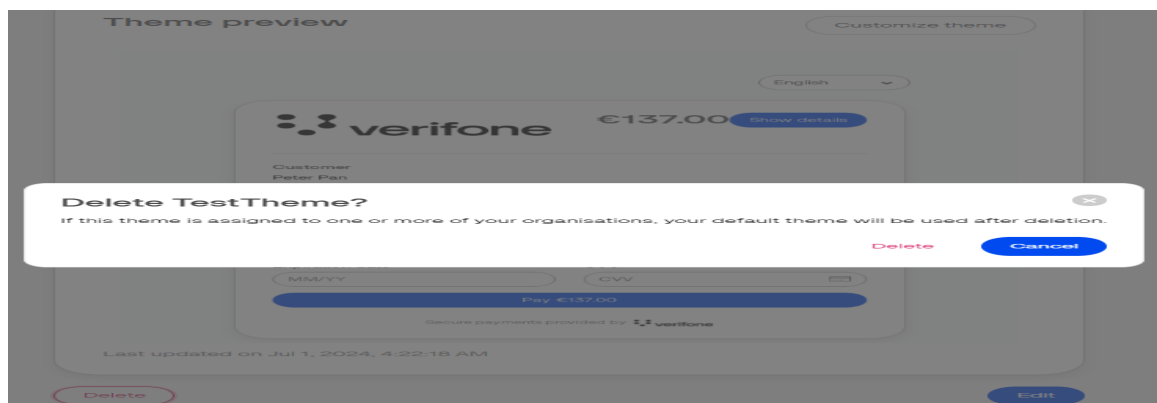 Theme preview
Customize theme
English
verifone
€137.00
Show details
Customer
Peter Pan
Delete TestTheme?
If this theme is assigned to one or more of your organisations, your default theme will be used after deletion.
Delete
Cancel
MM/YY
CVV
Pay €137.00
Secure payments provided by verifone
Last updated on Jul 1, 2024, 4:22:18 AM
Delete
Edit